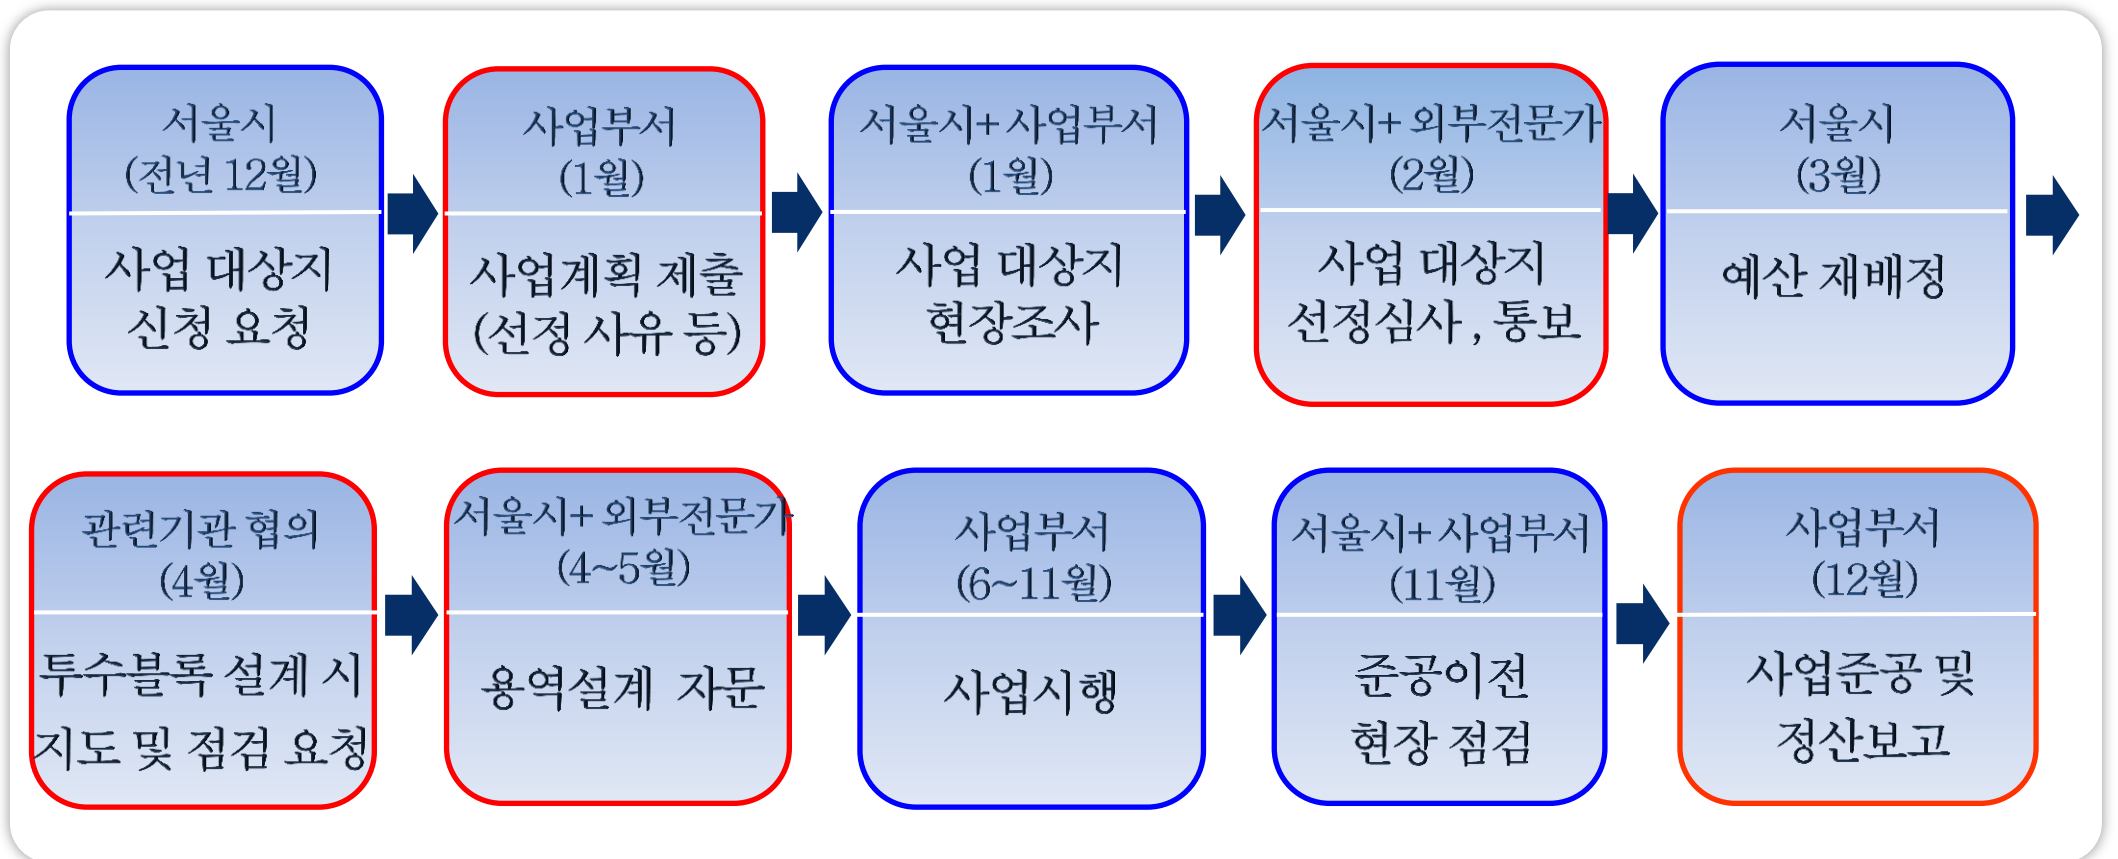 서울시
(전년 12월)
사업 대상지
신청 요청
사업부서
(1월)
사업계획 제출
(선정 사유 등)
서울시+ 사업부서
(1월)
사업 대상지
현장조사
서울시+ 외부전문가
(2월)
사업 대상지
선정심사 , 통보
서울시
(3월)
예산 재배정
관련기관 협의
(4월)
투수블록 설계 시
지도 및 점검 요청
서울시+ 외부전문가
(4~5월)
용역설계 자문
사업부서
(6~11월)
사업시행
서울시+ 사업부서
(11월)
준공이전
현장 점검
사업부서
(12월)
사업준공 및
정산보고